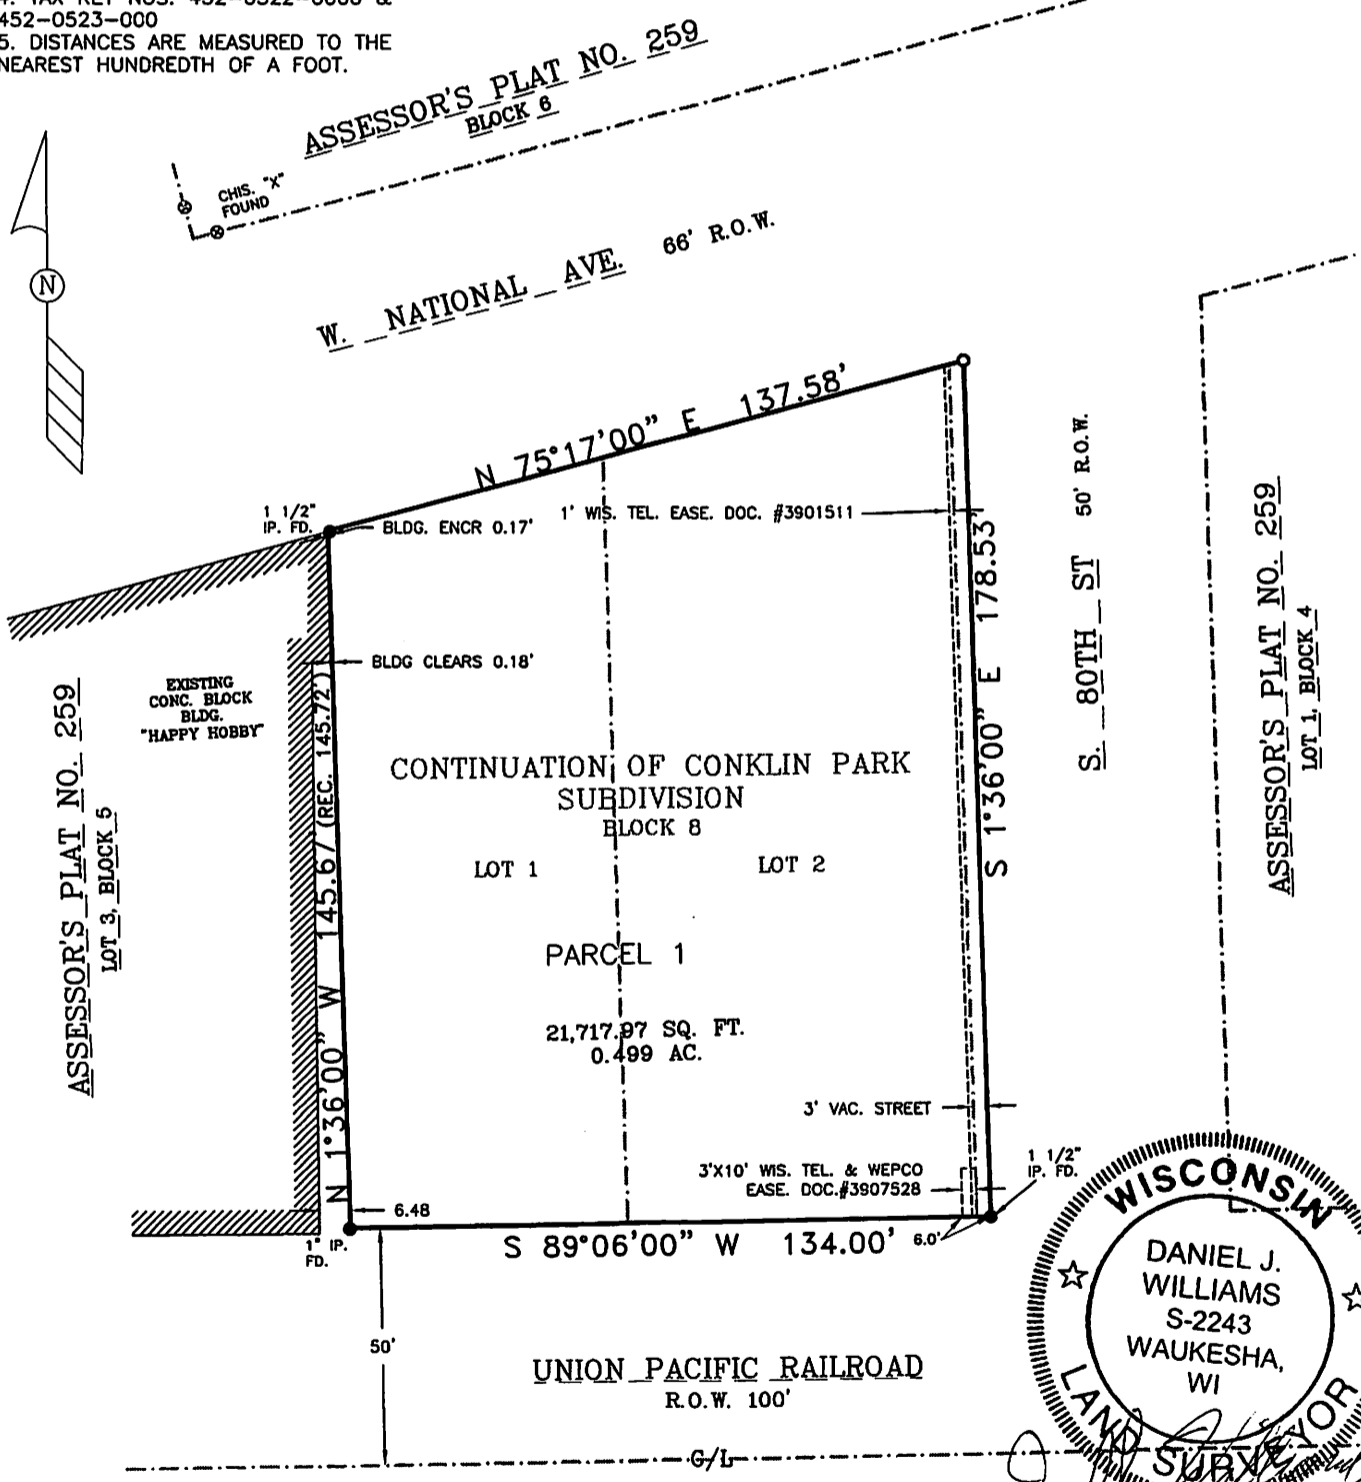 4. TAX KEY NOS. 452-0522-0000 &
452-0523-000
5. DISTANCES ARE MEASURED TO THE
NEAREST HUNDREDTH OF A FOOT.
ASSESSOR'S PLAT NO. 259
BLOCK 6
CHIS. "X"
FOUND
N
W. NATIONAL AVE. 66' R.O.W.
N 75°17'00" E 137.58'
1 1/2"
IP. FD.
BLDG. ENCR 0.17'
1' WIS. TEL. EASE. DOC. #3901511
BLDG CLEARS 0.18'
EXISTING
CONC. BLOCK
BLDG.
"HAPPY HOBBY"
ASSESSOR'S PLAT NO. 259
LOT 3, BLOCK 5
N 1°36'00" W 145.67 (REC. 145.72')
CONTINUATION OF CONKLIN PARK
SUBDIVISION
BLOCK 8
LOT 1
LOT 2
PARCEL 1
21,717.97 SQ. FT.
0.499 AC.
S 1°36'00" E 178.53'
S. 80TH ST 50' R.O.W.
ASSESSOR'S PLAT NO. 259
LOT 1, BLOCK 4
3' VAC. STREET
3'X10' WIS. TEL. & WEPCO
EASE. DOC.#3907528
1 1/2"
IP. FD.
6.48
1" IP.
FD.
S 89°06'00" W 134.00'
6.0'
50'
UNION PACIFIC RAILROAD
R.O.W. 100'
C/L
WISCONSIN
DANIEL J.
WILLIAMS
S-2243
WAUKESHA,
WI
LAND SURVEYOR